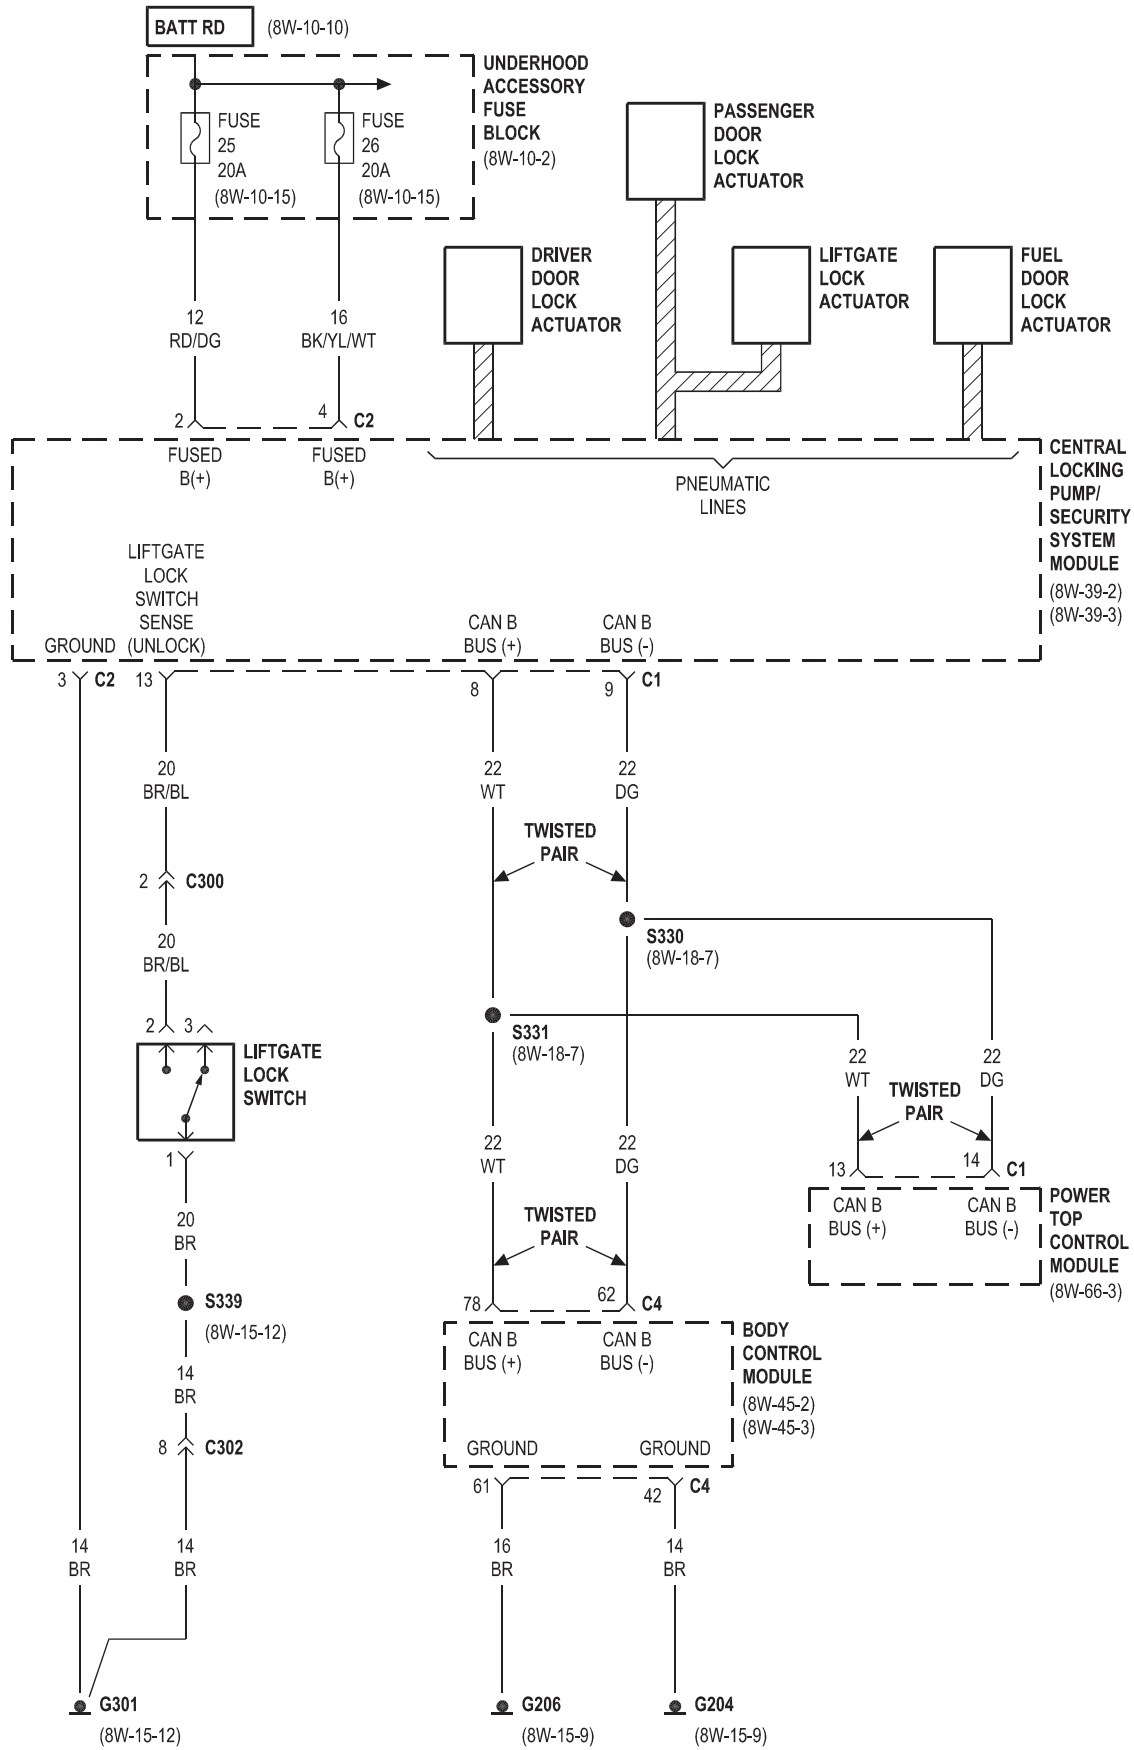 BATT RD
(8W-10-10)
UNDERHOOD
ACCESSORY
FUSE
BLOCK
(8W-10-2)
FUSE
25
20A
(8W-10-15)
FUSE
26
20A
(8W-10-15)
PASSENGER
DOOR
LOCK
ACTUATOR
DRIVER
DOOR
LOCK
ACTUATOR
LIFTGATE
LOCK
ACTUATOR
FUEL
DOOR
LOCK
ACTUATOR
12
RD/DG
16
BK/YL/WT
2
4
C2
FUSED
B(+)
FUSED
B(+)
PNEUMATIC
LINES
CENTRAL
LOCKING
PUMP/
SECURITY
SYSTEM
MODULE
(8W-39-2)
(8W-39-3)
GROUND
LIFTGATE
LOCK
SWITCH
SENSE
(UNLOCK)
CAN B
BUS (+)
CAN B
BUS (-)
3
C2
13
8
9
C1
20
BR/BL
22
WT
22
DG
TWISTED
PAIR
2
C300
20
BR/BL
S330
(8W-18-7)
S331
(8W-18-7)
2
3
LIFTGATE
LOCK
SWITCH
1
22
WT
22
DG
TWISTED
PAIR
13
14
C1
CAN B
BUS (+)
CAN B
BUS (-)
POWER
TOP
CONTROL
MODULE
(8W-66-3)
22
WT
22
DG
TWISTED
PAIR
20
BR
S339
(8W-15-12)
14
BR
8
C302
78
62
C4
CAN B
BUS (+)
CAN B
BUS (-)
BODY
CONTROL
MODULE
(8W-45-2)
(8W-45-3)
GROUND
GROUND
61
42
C4
14
BR
14
BR
16
BR
14
BR
G301
(8W-15-12)
G206
(8W-15-9)
G204
(8W-15-9)